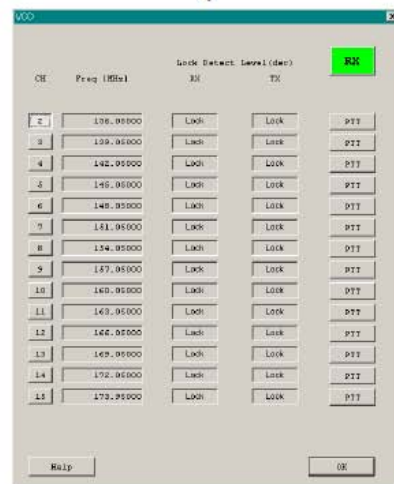 VCO
Lock Detect Level(dec)
RX
CH Freq [MHz] RX TX
2 136.05000 Lock Lock PTT
3 139.05000 Lock Lock PTT
4 142.05000 Lock Lock PTT
5 145.05000 Lock Lock PTT
6 148.05000 Lock Lock PTT
7 151.05000 Lock Lock PTT
8 154.05000 Lock Lock PTT
9 157.05000 Lock Lock PTT
10 160.05000 Lock Lock PTT
11 163.05000 Lock Lock PTT
12 166.05000 Lock Lock PTT
13 169.05000 Lock Lock PTT
14 172.05000 Lock Lock PTT
15 173.95000 Lock Lock PTT
Help OK